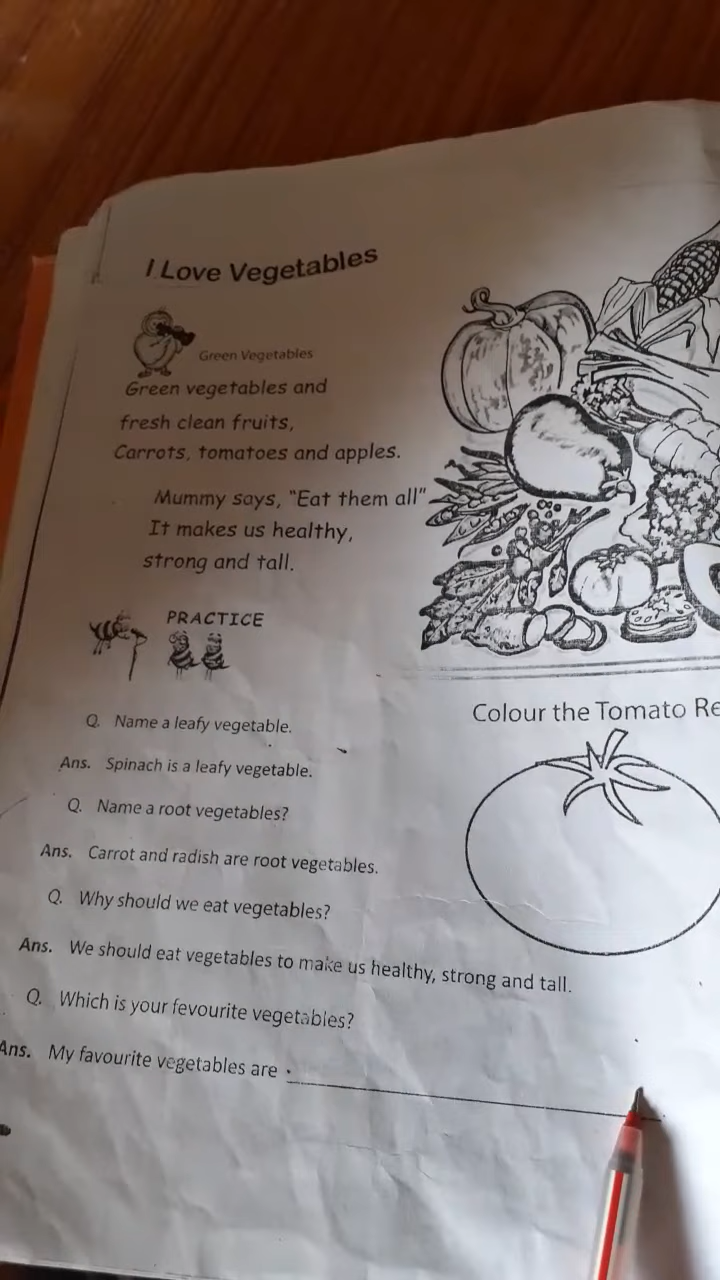 I Love Vegetables
Green Vegetables
Green vegetables and
fresh clean fruits,
Carrots, tomatoes and apples.
Mummy says, "Eat them all"
It makes us healthy,
strong and tall.
PRACTICE
Q. Name a leafy vegetable.
Ans. Spinach is a leafy vegetable.
Q. Name a root vegetables?
Ans. Carrot and radish are root vegetables.
Q. Why should we eat vegetables?
Ans. We should eat vegetables to make us healthy, strong and tall.
Q. Which is your fevourite vegetables?
Ans. My favourite vegetables are
Colour the Tomato